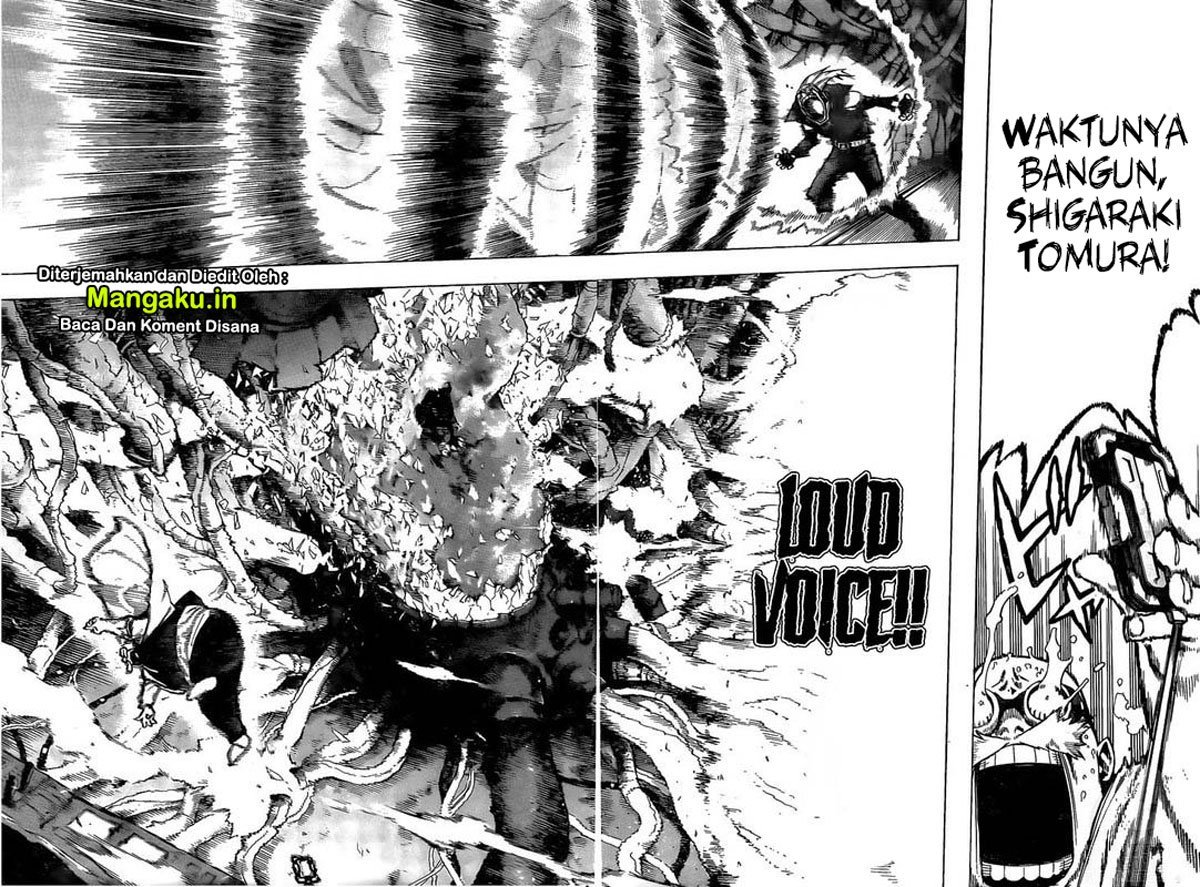 WAKTUNYA
BANGUN,
SHIGARAKI
TOMURA!
Diterjemahkan dan Diedit Oleh :
Mangaku.in
Baca Dan Koment Disana
LOUD
VOICE!!